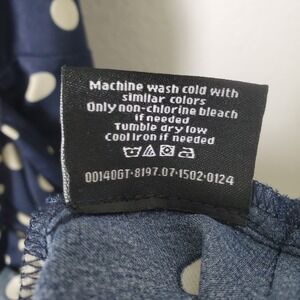 Machine wash cold with
similar colors
Only non-chlorine bleach
if needed
Tumble dry low
Cool iron if needed
00140GT·8197.07·1502·0124